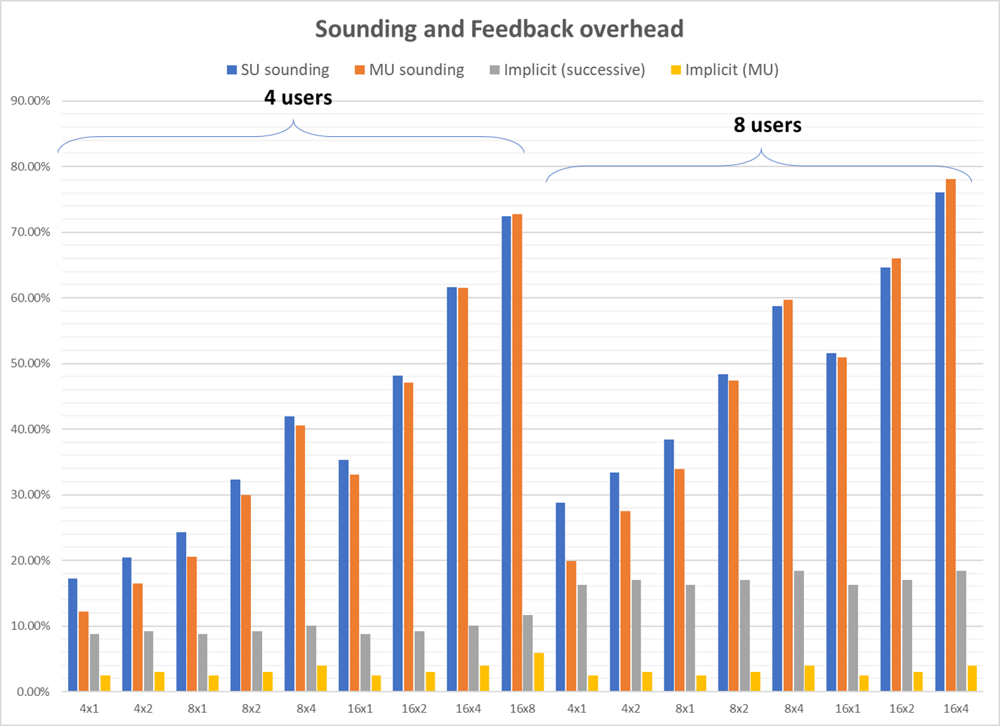 Sounding and Feedback overhead
SU sounding MU sounding Implicit (successive) Implicit (MU)
4 users
8 users
90.00%
80.00%
70.00%
60.00%
50.00%
40.00%
30.00%
20.00%
10.00%
0.00%
4x1 4x2 8x1 8x2 8x4 16x1 16x2 16x4 16x8 4x1 4x2 8x1 8x2 8x4 16x1 16x2 16x4